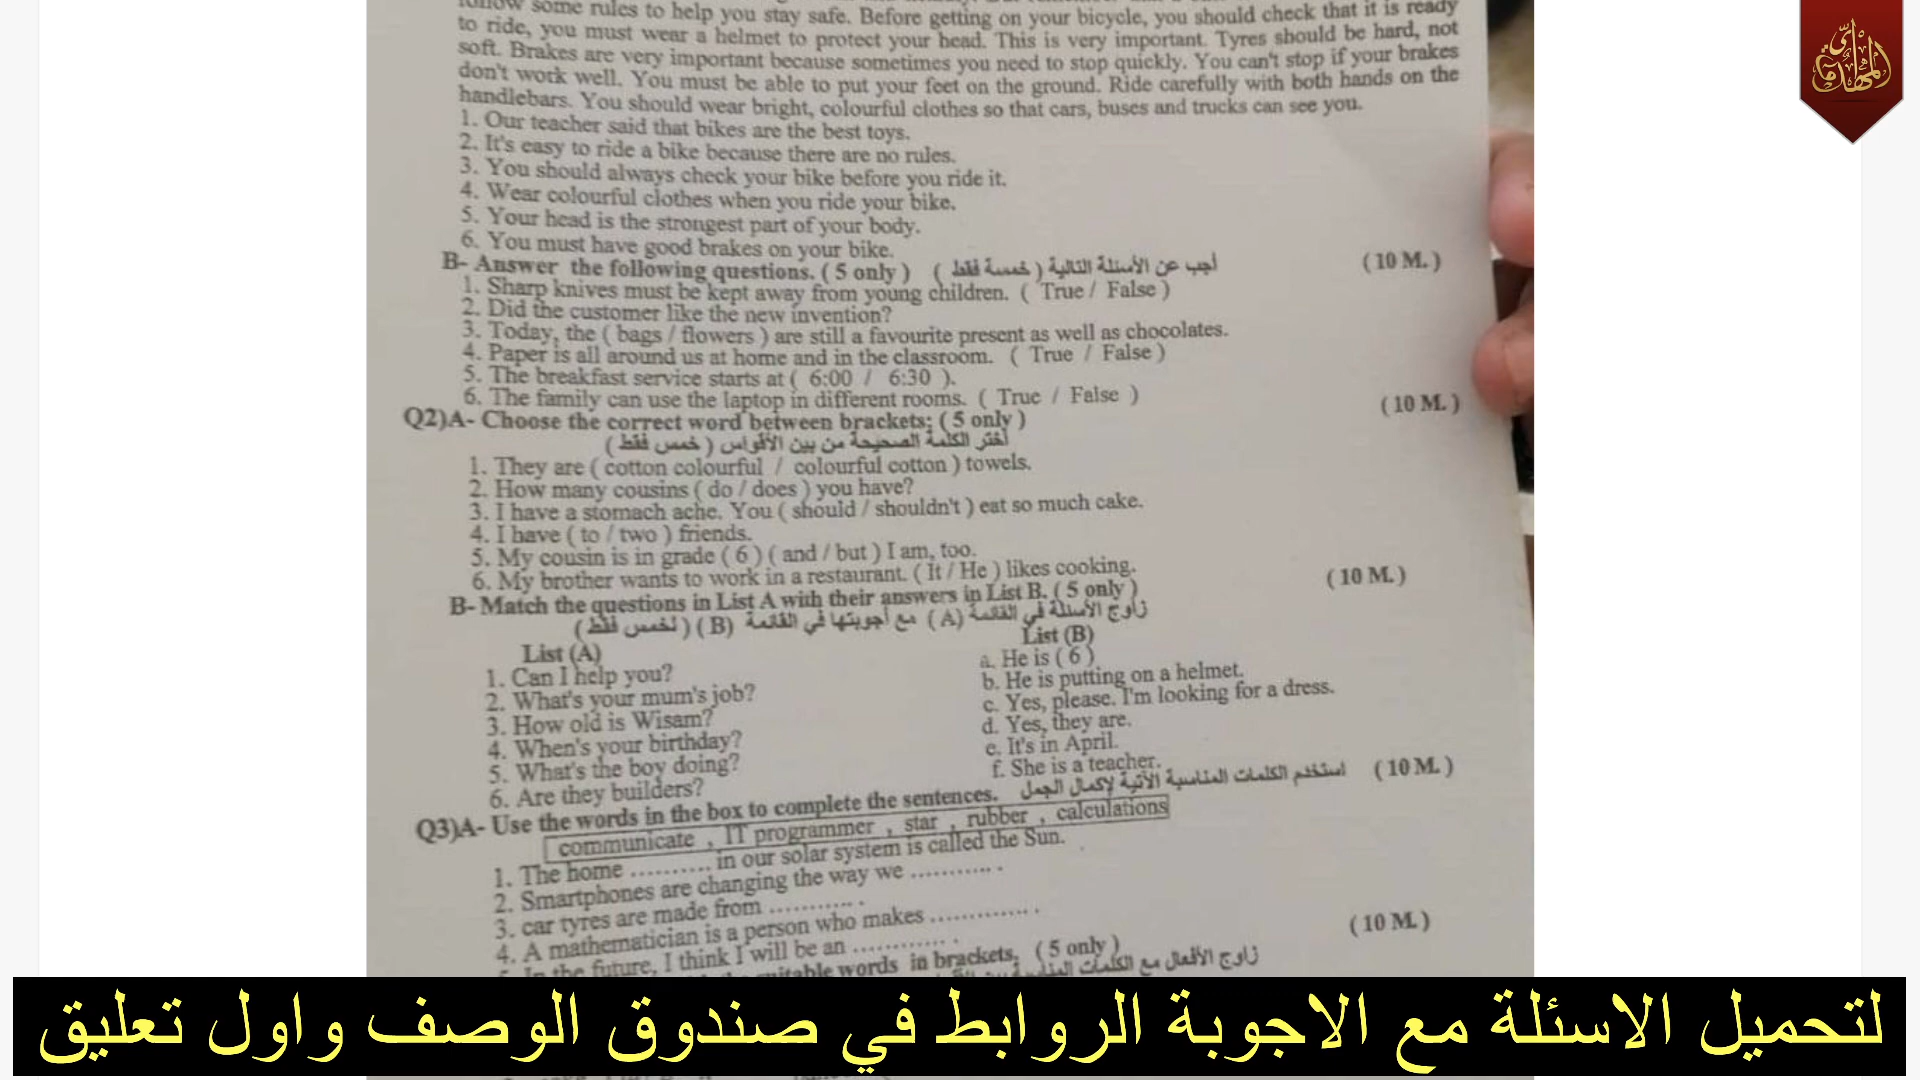 follow some rules to help you stay safe. Before getting on your bicycle, you should check that it is ready
to ride, you must wear a helmet to protect your head. This is very important. Tyres should be hard, not
soft. Brakes are very important because sometimes you need to stop quickly. You can't stop if your brakes
don't work well. You must be able to put your feet on the ground. Ride carefully with both hands on the
handlebars. You should wear bright, colourful clothes so that cars, buses and trucks can see you.
1. Our teacher said that bikes are the best toys.
2. It's easy to ride a bike because there are no rules.
3. You should always check your bike before you ride it.
4. Wear colourful clothes when you ride your bike.
5. Your head is the strongest part of your body.
6. You must have good brakes on your bike.
B- Answer the following questions. ( 5 only ) أجب عن الأسئلة التالية ( خمسة فقط ) ( 10 M. )
1. Sharp knives must be kept away from young children. ( True / False )
2. Did the customer like the new invention?
3. Today, the ( bags / flowers ) are still a favourite present as well as chocolates.
4. Paper is all around us at home and in the classroom. ( True / False )
5. The breakfast service starts at ( 6:00 / 6:30 ).
6. The family can use the laptop in different rooms. ( True / False )
Q2)A- Choose the correct word between brackets: ( 5 only ) ( 10 M. )
أختر الكلمة الصحيحة من بين الأقواس ( خمس فقط )
1. They are ( cotton colourful / colourful cotton ) towels.
2. How many cousins ( do / does ) you have?
3. I have a stomach ache. You ( should / shouldn't ) eat so much cake.
4. I have ( to / two ) friends.
5. My cousin is in grade ( 6 ) ( and / but ) I am, too.
6. My brother wants to work in a restaurant. ( It / He ) likes cooking.
B- Match the questions in List A with their answers in List B. ( 5 only ) ( 10 M. )
زاوج الأسئلة في القائمة (A) مع أجوبتها في القائمة (B) ( لخمس فقط )
List (A) List (B)
1. Can I help you? a. He is ( 6 )
2. What's your mum's job? b. He is putting on a helmet.
3. How old is Wisam? c. Yes, please. I'm looking for a dress.
4. When's your birthday? d. Yes, they are.
5. What's the boy doing? e. It's in April.
6. Are they builders? f. She is a teacher.
Q3)A- Use the words in the box to complete the sentences. استخدم الكلمات المناسبة الآتية لإكمال الجمل ( 10 M. )
communicate , IT programmer , star , rubber , calculations
1. The home .......... in our solar system is called the Sun.
2. Smartphones are changing the way we ........... .
3. car tyres are made from ........... .
4. A mathematician is a person who makes ............. .
5. In the future, I think I will be an ............ .
suitable words in brackets. ( 5 only ) زاوج الأفعال مع الكلمات المناسبة ( 10 M. )
لتحميل الاسئلة مع الاجوبة الروابط في صندوق الوصف واول تعليق